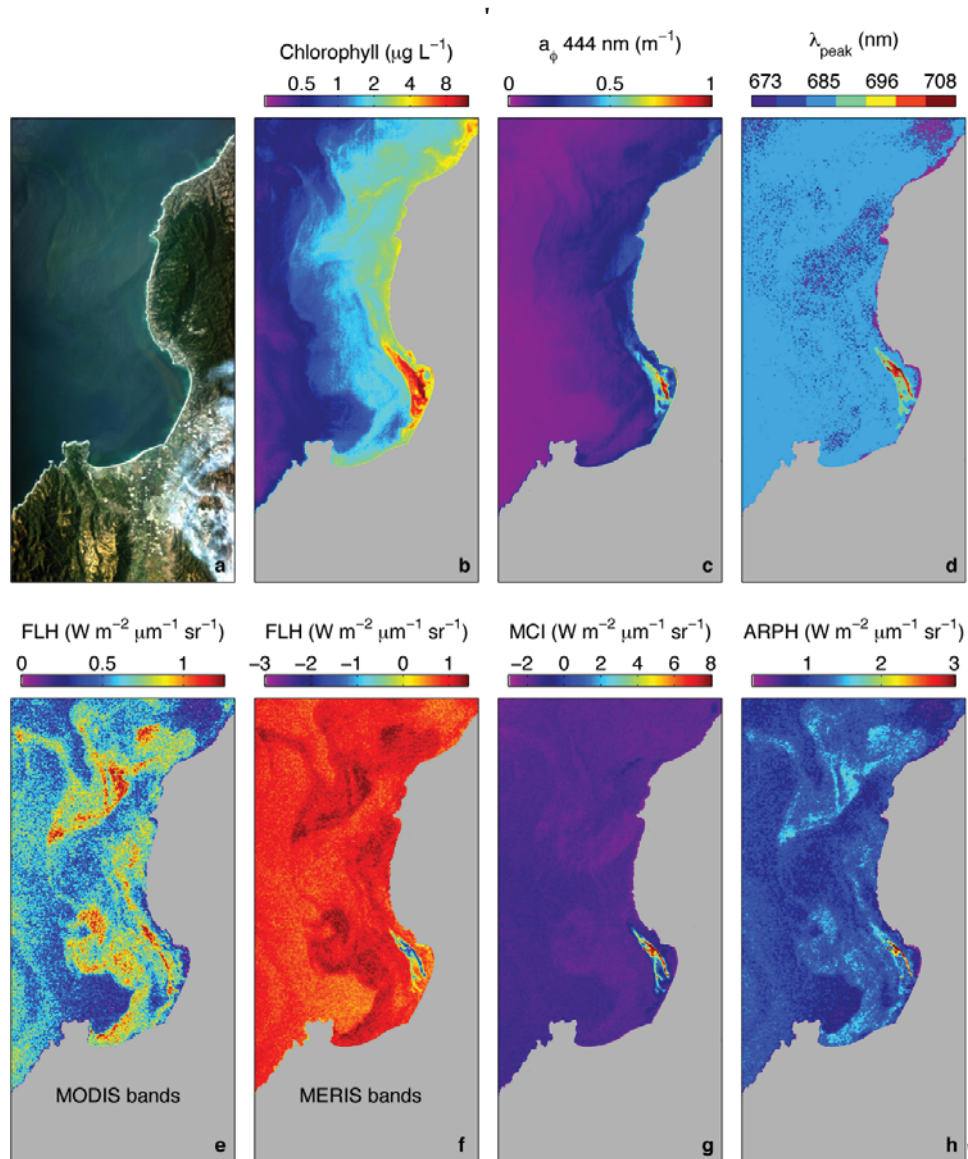 Chlorophyll (μg L⁻¹)
0.5 1 2 4 8
a_ϕ 444 nm (m⁻¹)
0 0.5 1
λ_peak (nm)
673 685 696 708
a
b
c
d
FLH (W m⁻² μm⁻¹ sr⁻¹)
0 0.5 1
FLH (W m⁻² μm⁻¹ sr⁻¹)
−3 −2 −1 0 1
MCI (W m⁻² μm⁻¹ sr⁻¹)
−2 0 2 4 6 8
ARPH (W m⁻² μm⁻¹ sr⁻¹)
1 2 3
MODIS bands
e
MERIS bands
f
g
h